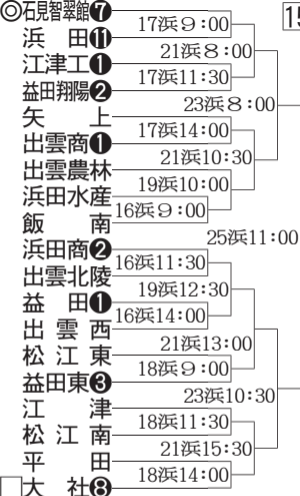 ◎石見智翠館❼
17浜9:00
浜田⓫
21浜8:00
江津工❶
17浜11:30
益田翔陽❷
23浜8:00
15
矢上
17浜14:00
出雲商❶
21浜10:30
出雲農林
19浜10:00
浜田水産
16浜9:00
飯南
25浜11:00
浜田商❷
16浜11:30
出雲北陵
19浜12:30
益田❶
16浜14:00
出雲西
21浜13:00
松江東
18浜9:00
益田東❸
23浜10:30
江津
18浜11:30
松江南
21浜15:30
平田
18浜14:00
□大社❽